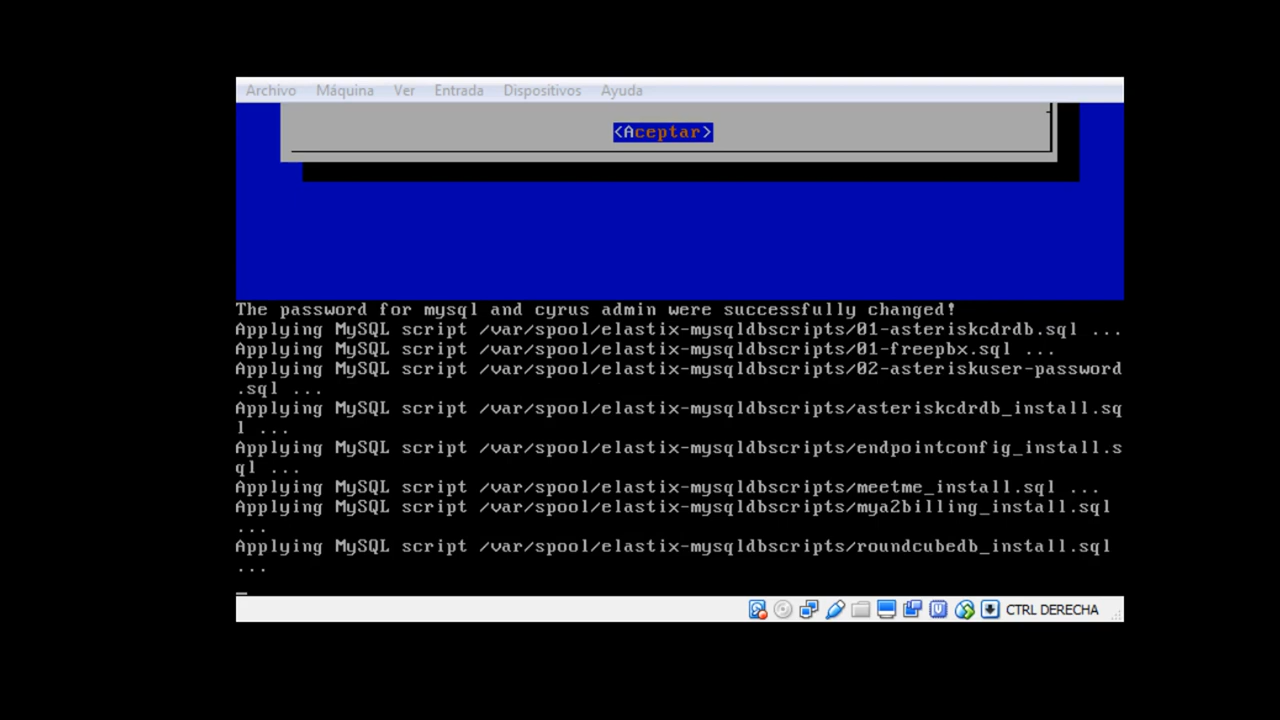 Archivo Máquina Ver Entrada Dispositivos Ayuda
<Aceptar>
The password for mysql and cyrus admin were successfully changed!
Applying MySQL script /var/spool/elastix-mysqldbscripts/01-asteriskcdrdb.sql ...
Applying MySQL script /var/spool/elastix-mysqldbscripts/01-freepbx.sql ...
Applying MySQL script /var/spool/elastix-mysqldbscripts/02-asteriskuser-password
.sql ...
Applying MySQL script /var/spool/elastix-mysqldbscripts/asteriskcdrdb_install.sq
l ...
Applying MySQL script /var/spool/elastix-mysqldbscripts/endpointconfig_install.s
ql ...
Applying MySQL script /var/spool/elastix-mysqldbscripts/meetme_install.sql ...
Applying MySQL script /var/spool/elastix-mysqldbscripts/mya2billing_install.sql
...
Applying MySQL script /var/spool/elastix-mysqldbscripts/roundcubedb_install.sql
...
_
CTRL DERECHA